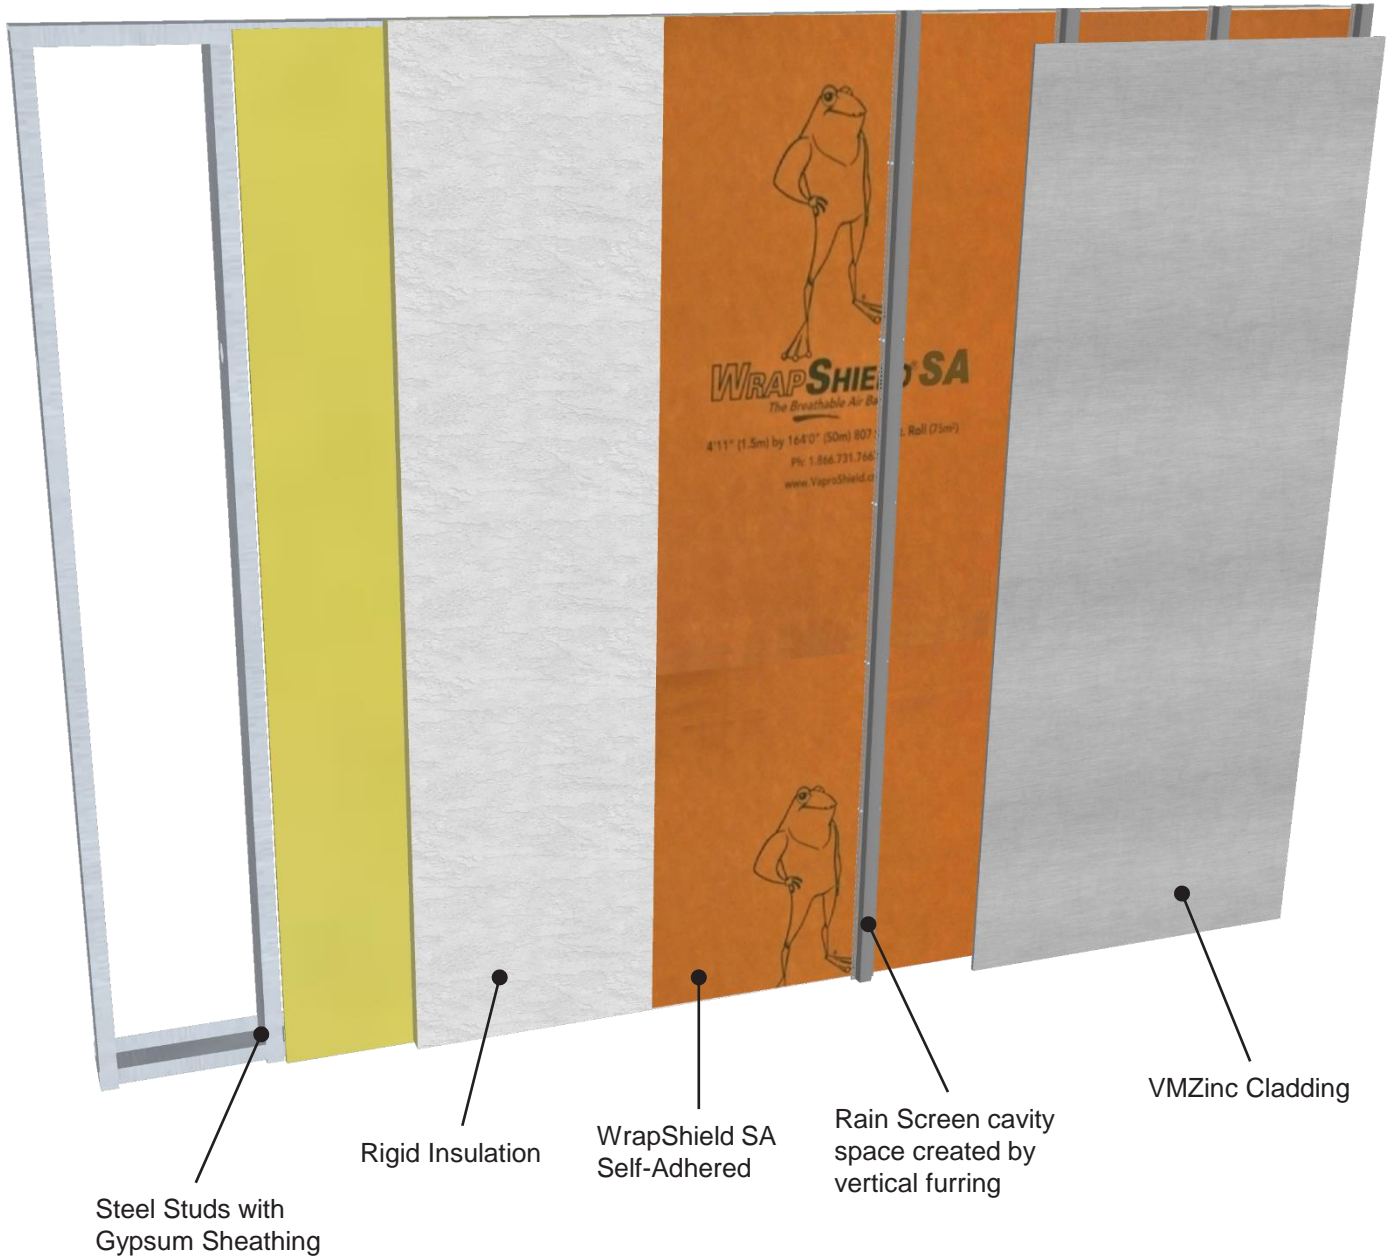 WRAPSHIELD® SA
The Breathable Air Ba
4'11" (1.5m) by 164'0" (50m) 807 Roll (75m²)
Ph: 1.866.731.766
www.VaproShield.c
Rigid Insulation
WrapShield SA
Self-Adhered
Rain Screen cavity
space created by
vertical furring
VMZinc Cladding
Steel Studs with
Gypsum Sheathing